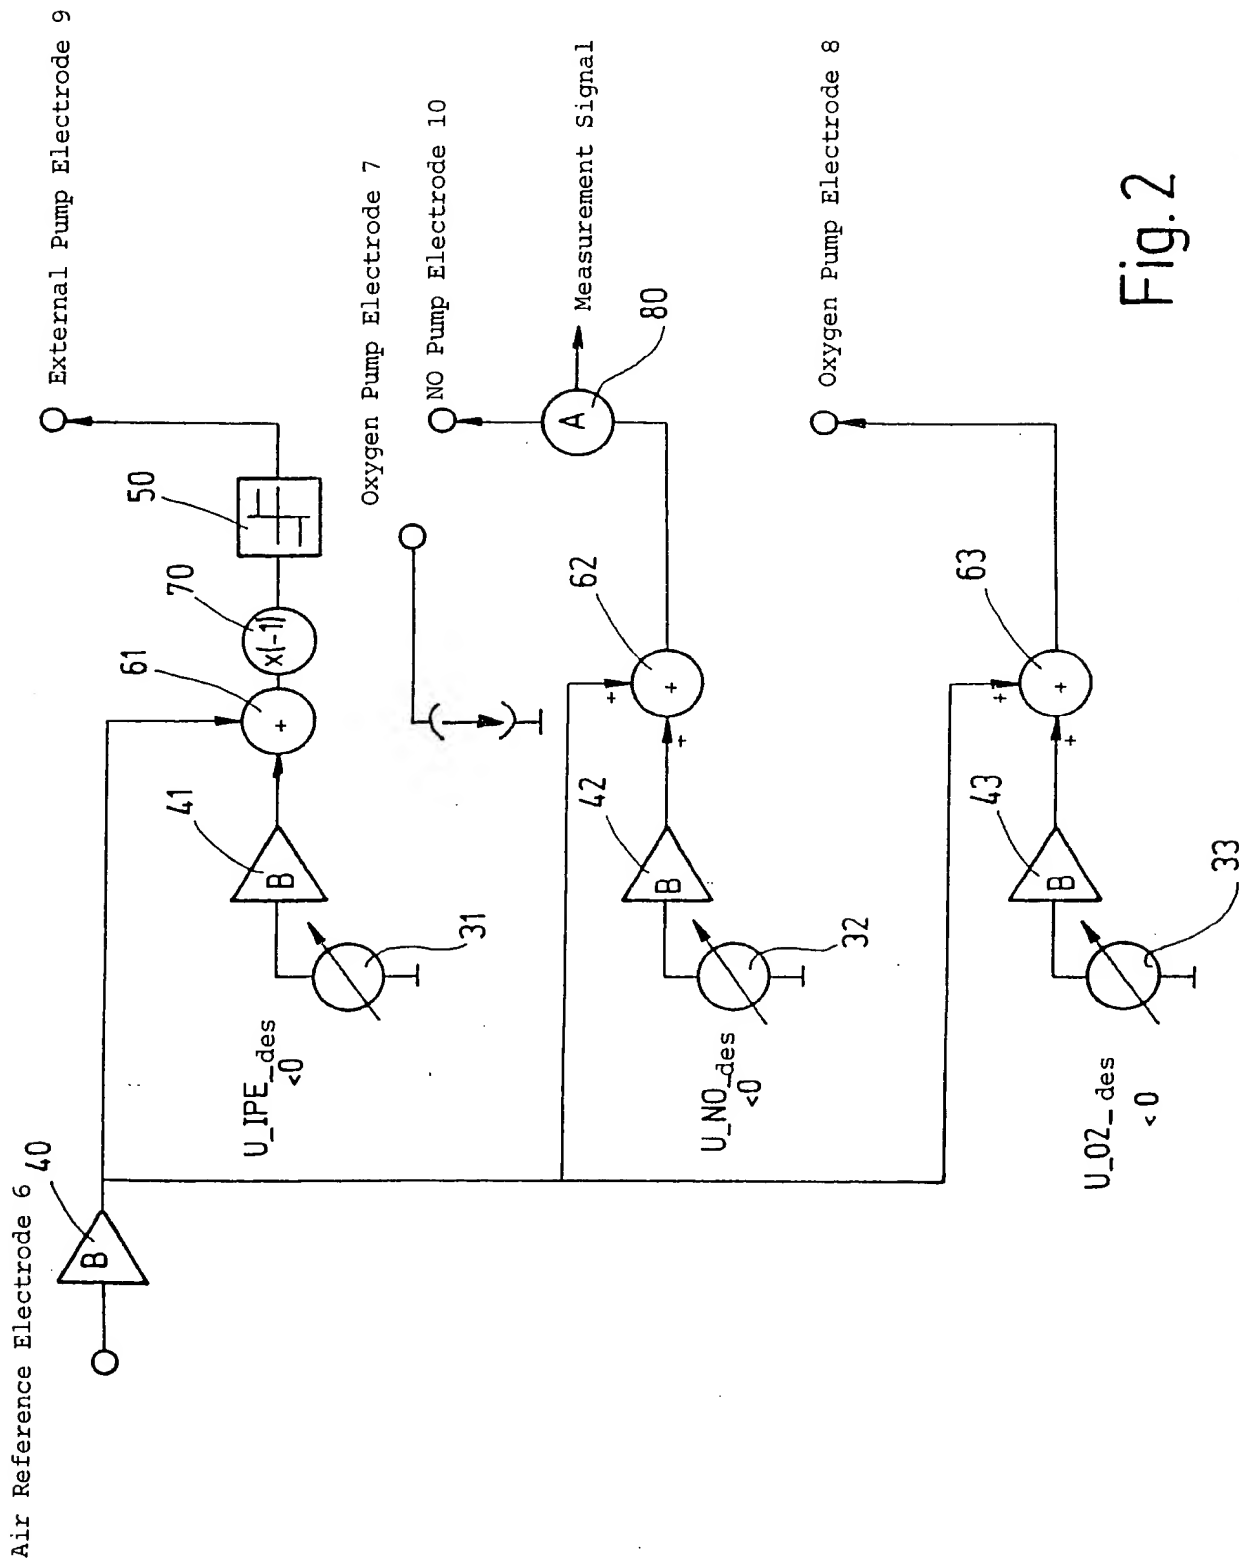 Air Reference Electrode 6
40
B
External Pump Electrode 9
50
70
x(-1)
61
+
41
B
31
U_IPE_des
<0
Oxygen Pump Electrode 7
NO Pump Electrode 10
Measurement Signal
A
80
62
+
+
+
42
B
32
U_NO_des
<0
Oxygen Pump Electrode 8
63
+
+
+
43
B
33
U_O2_des
<0
Fig. 2